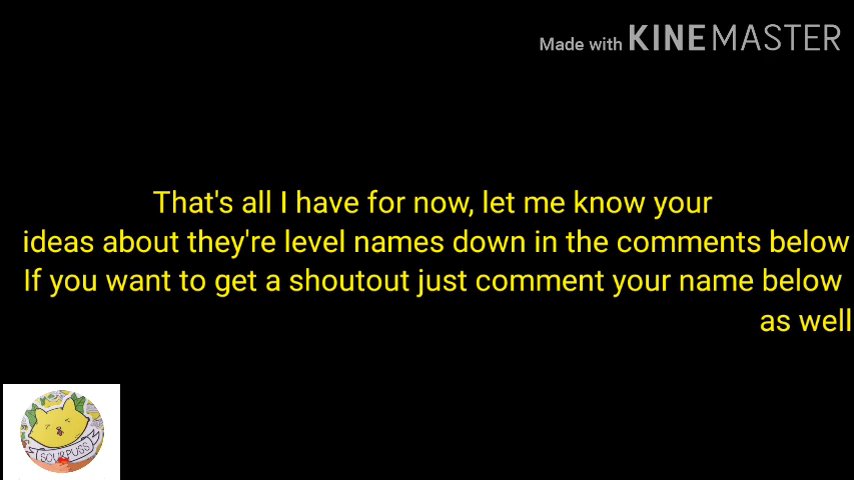 Made with KINEMASTER
That's all I have for now, let me know your
ideas about they're level names down in the comments below
If you want to get a shoutout just comment your name below
as well
SOURPUSS